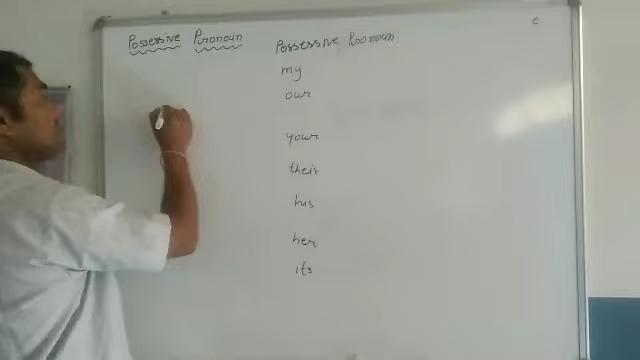 Possessive Pronoun
Possessive Pronoun
my
our
your
their
his
her
its